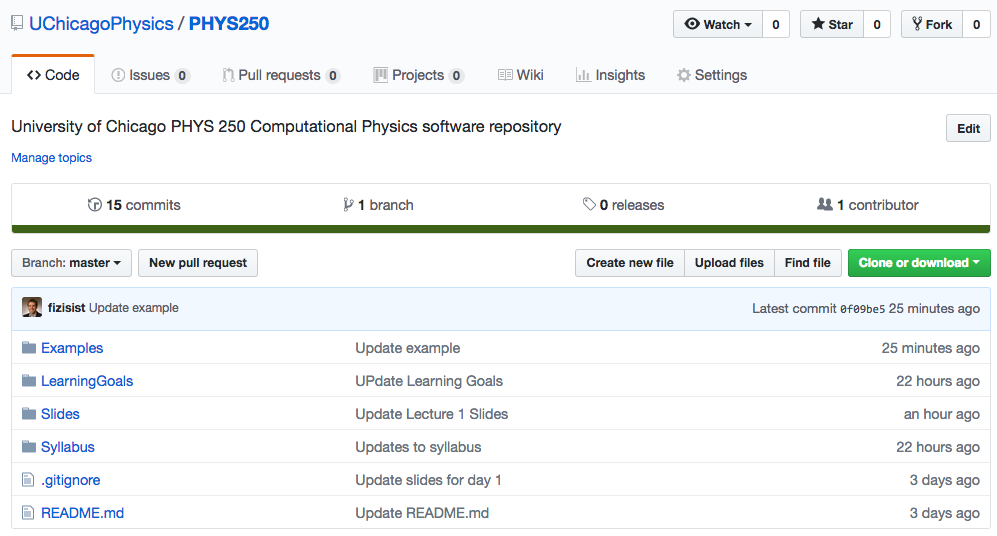 UChicagoPhysics / PHYS250 Watch 0 Star 0 Fork 0
Code Issues 0 Pull requests 0 Projects 0 Wiki Insights Settings
University of Chicago PHYS 250 Computational Physics software repository Edit
Manage topics
15 commits 1 branch 0 releases 1 contributor
Branch: master New pull request Create new file Upload files Find file Clone or download
fizisist Update example Latest commit 0f09be5 25 minutes ago
Examples Update example 25 minutes ago
LearningGoals UPdate Learning Goals 22 hours ago
Slides Update Lecture 1 Slides an hour ago
Syllabus Updates to syllabus 22 hours ago
.gitignore Update slides for day 1 3 days ago
README.md Update README.md 3 days ago